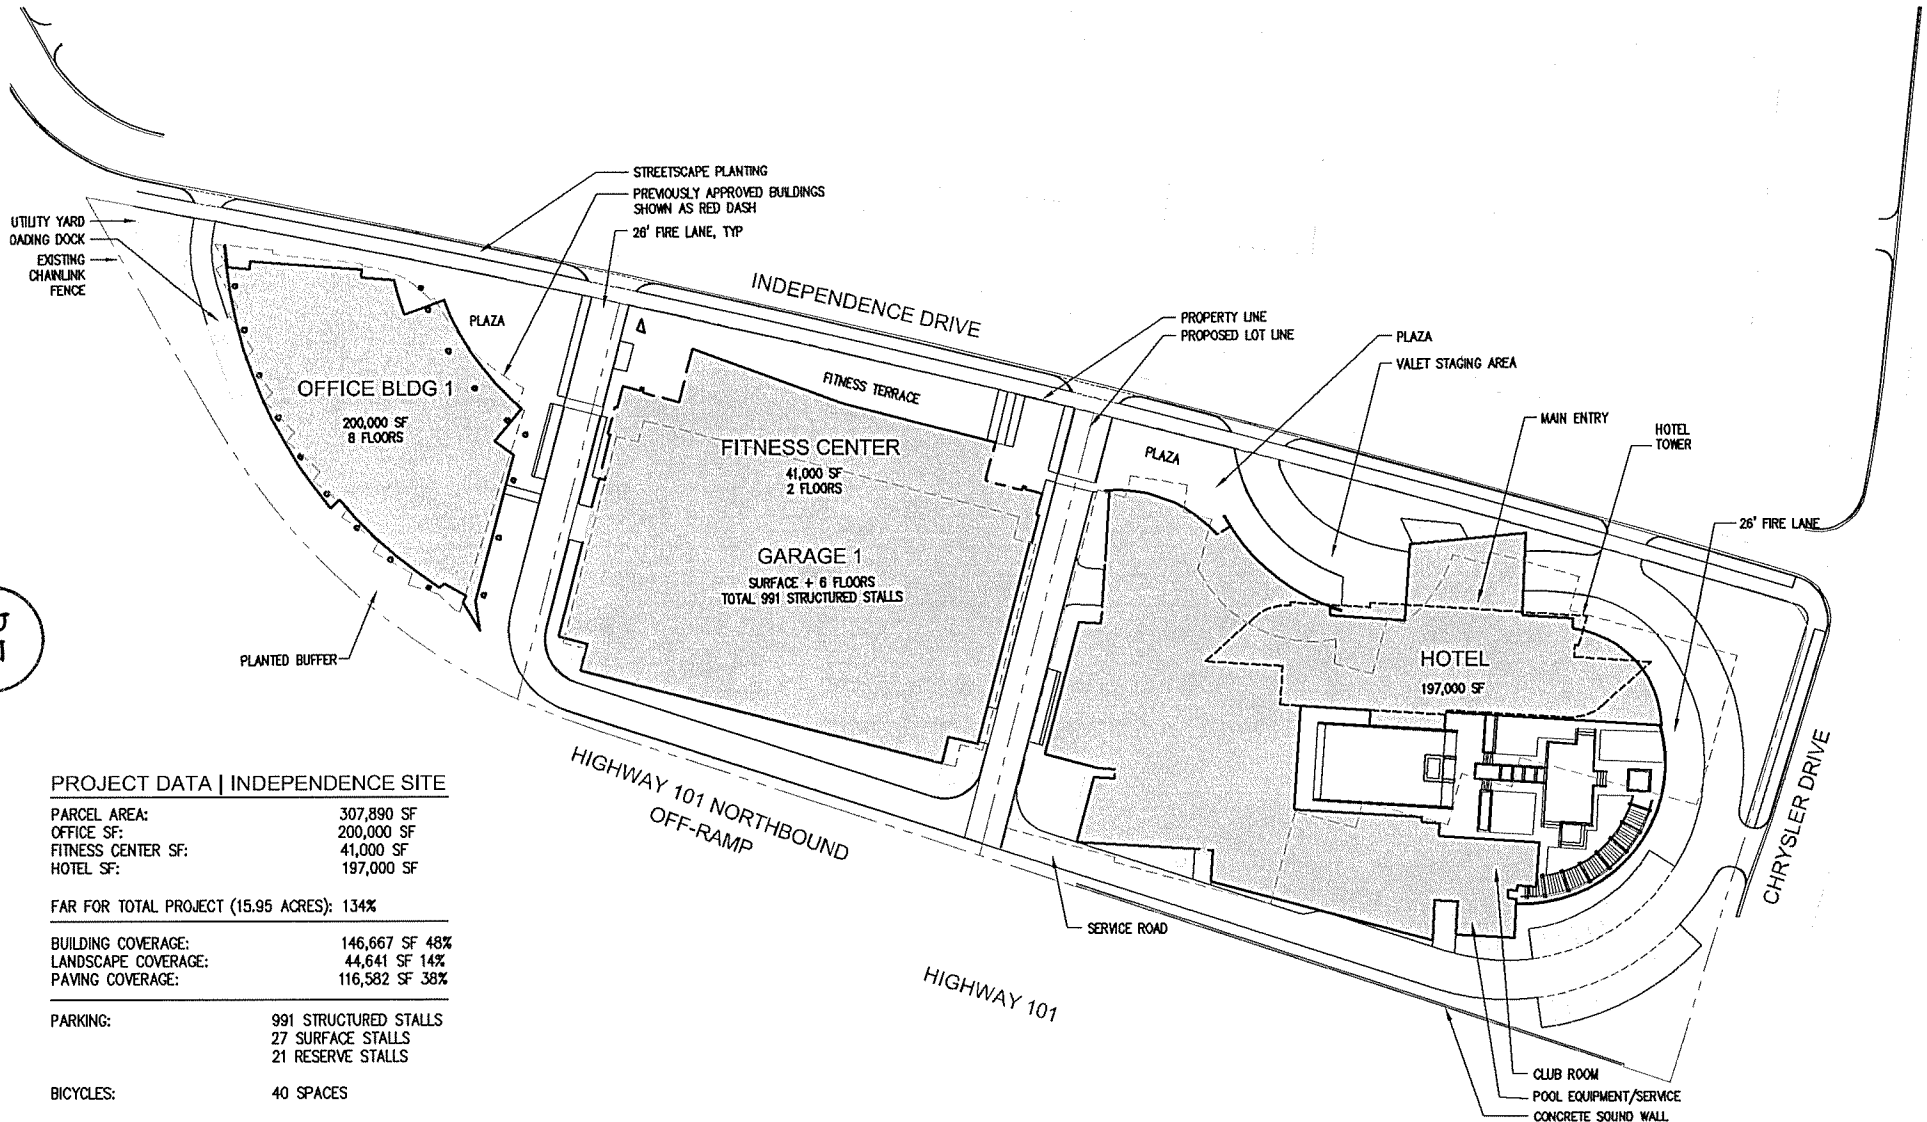 STREETSCAPE PLANTING
PREVIOUSLY APPROVED BUILDINGS
SHOWN AS RED DASH
26' FIRE LANE, TYP
UTILITY YARD
OADING DOCK
EXISTING
CHAINLINK
FENCE
PLAZA
INDEPENDENCE DRIVE
PROPERTY LINE
PROPOSED LOT LINE
PLAZA
VALET STAGING AREA
MAIN ENTRY
HOTEL
TOWER
26' FIRE LANE
OFFICE BLDG 1
200,000 SF
8 FLOORS
FITNESS TERRACE
FITNESS CENTER
41,000 SF
2 FLOORS
PLAZA
GARAGE 1
SURFACE + 6 FLOORS
TOTAL 991 STRUCTURED STALLS
HOTEL
197,000 SF
PLANTED BUFFER
HIGHWAY 101 NORTHBOUND
OFF-RAMP
CHRYSLER DRIVE
SERVICE ROAD
HIGHWAY 101
CLUB ROOM
POOL EQUIPMENT/SERVICE
CONCRETE SOUND WALL
PROJECT DATA | INDEPENDENCE SITE
PARCEL AREA: 307,890 SF
OFFICE SF: 200,000 SF
FITNESS CENTER SF: 41,000 SF
HOTEL SF: 197,000 SF
FAR FOR TOTAL PROJECT (15.95 ACRES): 134%
BUILDING COVERAGE: 146,667 SF 48%
LANDSCAPE COVERAGE: 44,641 SF 14%
PAVING COVERAGE: 116,582 SF 38%
PARKING: 991 STRUCTURED STALLS
27 SURFACE STALLS
21 RESERVE STALLS
BICYCLES: 40 SPACES